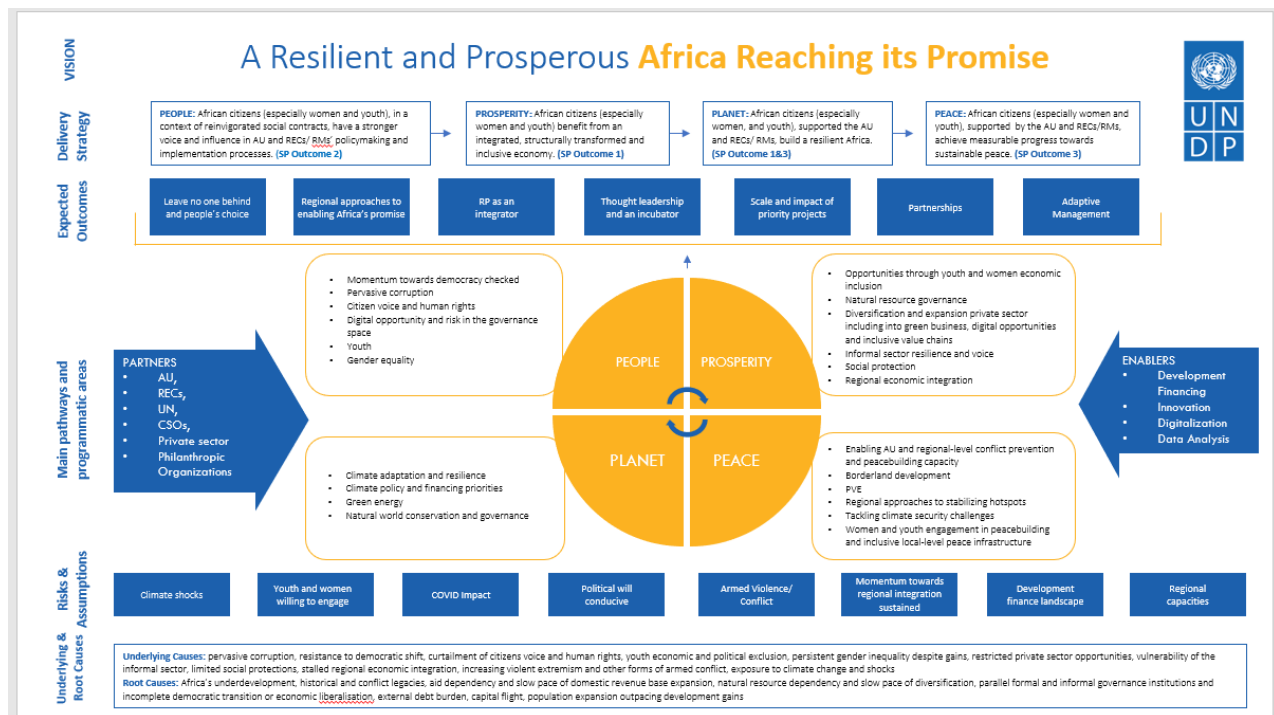 VISION
A Resilient and Prosperous Africa Reaching its Promise
UN
DP
Delivery
Strategy
PEOPLE: African citizens (especially women and youth), in a
context of reinvigorated social contracts, have a stronger
voice and influence in AU and RECs/ RMs' policymaking and
implementation processes. (SP Outcome 2)
PROSPERITY: African citizens (especially
women and youth) benefit from an
integrated, structurally transformed and
inclusive economy. (SP Outcome 1)
PLANET: African citizens (especially
women, and youth), supported the AU
and RECs/ RMs, build a resilient Africa.
(SP Outcome 1&3)
PEACE: African citizens (especially women and
youth), supported by the AU and RECs/RMs,
achieve measurable progress towards
sustainable peace. (SP Outcome 3)
Expected
Outcomes
Leave no one behind
and people's choice
Regional approaches to
enabling Africa's promise
RP as an
integrator
Thought leadership
and an incubator
Scale and impact of
priority projects
Partnerships
Adaptive
Management
Main pathways and
programmatic areas
PARTNERS
• AU,
• RECs,
• UN,
• CSOs,
• Private sector
• Philanthropic
Organizations
• Momentum towards democracy checked
• Pervasive corruption
• Citizen voice and human rights
• Digital opportunity and risk in the governance
space
• Youth
• Gender equality
• Climate adaptation and resilience
• Climate policy and financing priorities
• Green energy
• Natural world conservation and governance
PEOPLE
PROSPERITY
PLANET
PEACE
• Opportunities through youth and women economic
inclusion
• Natural resource governance
• Diversification and expansion private sector
including into green business, digital opportunities
and inclusive value chains
• Informal sector resilience and voice
• Social protection
• Regional economic integration
• Enabling AU and regional-level conflict prevention
and peacebuilding capacity
• Borderland development
• PVE
• Regional approaches to stabilizing hotspots
• Tackling climate security challenges
• Women and youth engagement in peacebuilding
and inclusive local-level peace infrastructure
ENABLERS
• Development
Financing
• Innovation
• Digitalization
• Data Analysis
Risks &
Assumptions
Climate shocks
Youth and women
willing to engage
COVID Impact
Political will
conducive
Armed Violence/
Conflict
Momentum towards
regional integration
sustained
Development
finance landscape
Regional
capacities
Underlying &
Root Causes
Underlying Causes: pervasive corruption, resistance to democratic shift, curtailment of citizens voice and human rights, youth economic and political exclusion, persistent gender inequality despite gains, restricted private sector opportunities, vulnerability of the
informal sector, limited social protections, stalled regional economic integration, increasing violent extremism and other forms of armed conflict, exposure to climate change and shocks
Root Causes: Africa's underdevelopment, historical and conflict legacies, aid dependency and slow pace of domestic revenue base expansion, natural resource dependency and slow pace of diversification, parallel formal and informal governance institutions and
incomplete democratic transition or economic liberalisation, external debt burden, capital flight, population expansion outpacing development gains